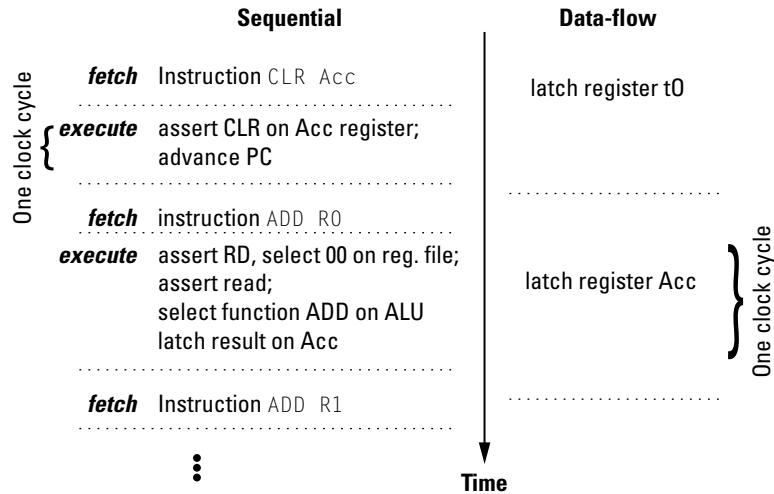 Sequential
Data-flow
One clock cycle
fetch Instruction CLR Acc
execute assert CLR on Acc register;
advance PC
fetch instruction ADD R0
execute assert RD, select 00 on reg. file;
assert read;
select function ADD on ALU
latch result on Acc
fetch Instruction ADD R1
latch register t0
latch register Acc
One clock cycle
Time